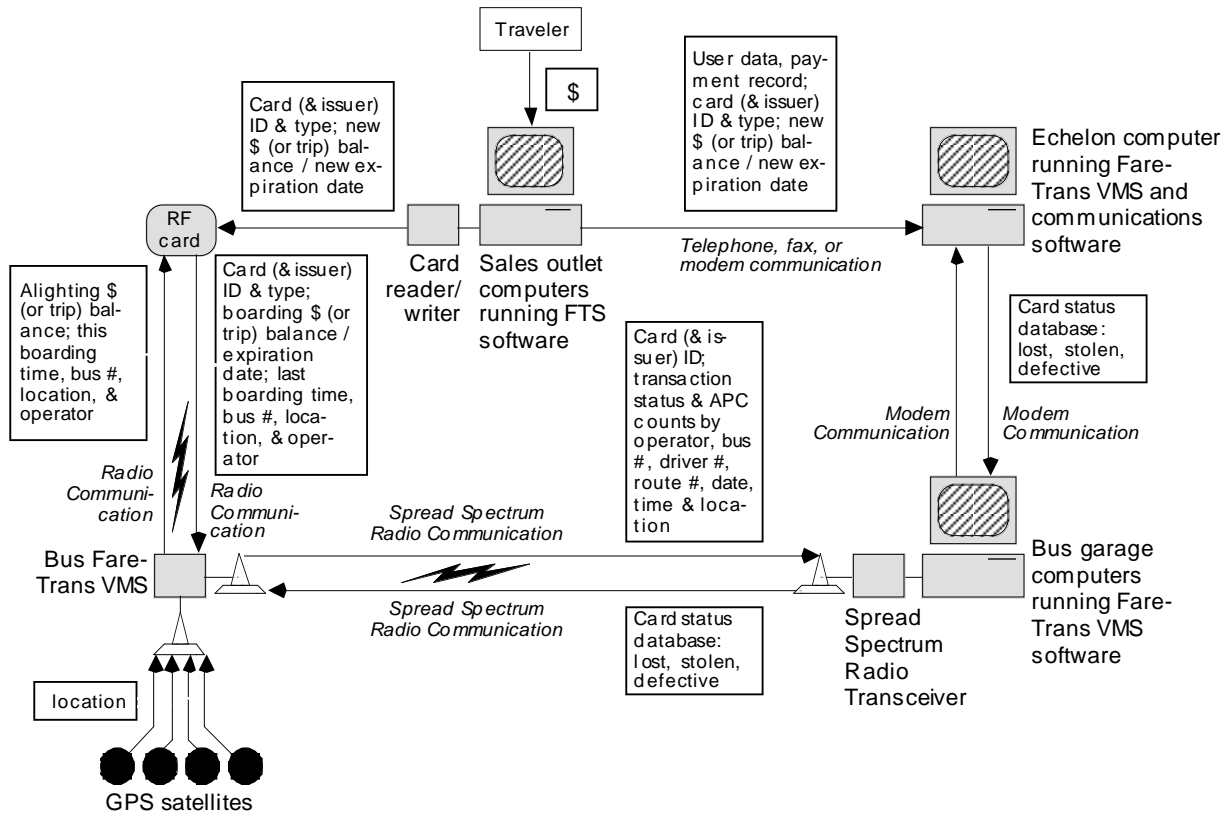 Traveler
$
Card (& issuer)
ID & type; new
$ (or trip) bal-
ance / new ex-
piration date
User data, pay-
ment record;
card (& issuer)
ID & type; new
$ (or trip) bal-
ance / new ex-
piration date
Echelon computer
running Fare-
Trans VMS and
communications
software
RF
card
Card
reader/
writer
Sales outlet
computers
running FTS
software
Telephone, fax, or
modem communication
Alighting $
(or trip) bal-
ance; this
boarding
time, bus #,
location, &
operator
Card (& issuer)
ID & type;
boarding $ (or
trip) balance /
expiration
date; last
boarding time,
bus #, loca-
tion, & oper-
ator
Card (& is-
suer) ID;
transaction
status & APC
counts by
operator, bus
#, driver #,
route #, date,
time & loca-
tion
Card status
database:
lost, stolen,
defective
Modem
Communication
Modem
Communication
Radio
Communi-
cation
Radio
Communi-
cation
Spread Spectrum
Radio Communication
Bus Fare-
Trans VMS
Spread Spectrum
Radio Communication
Card status
database:
lost, stolen,
defective
Spread
Spectrum
Radio
Transceiver
Bus garage
computers
running Fare-
Trans VMS
software
location
GPS satellites